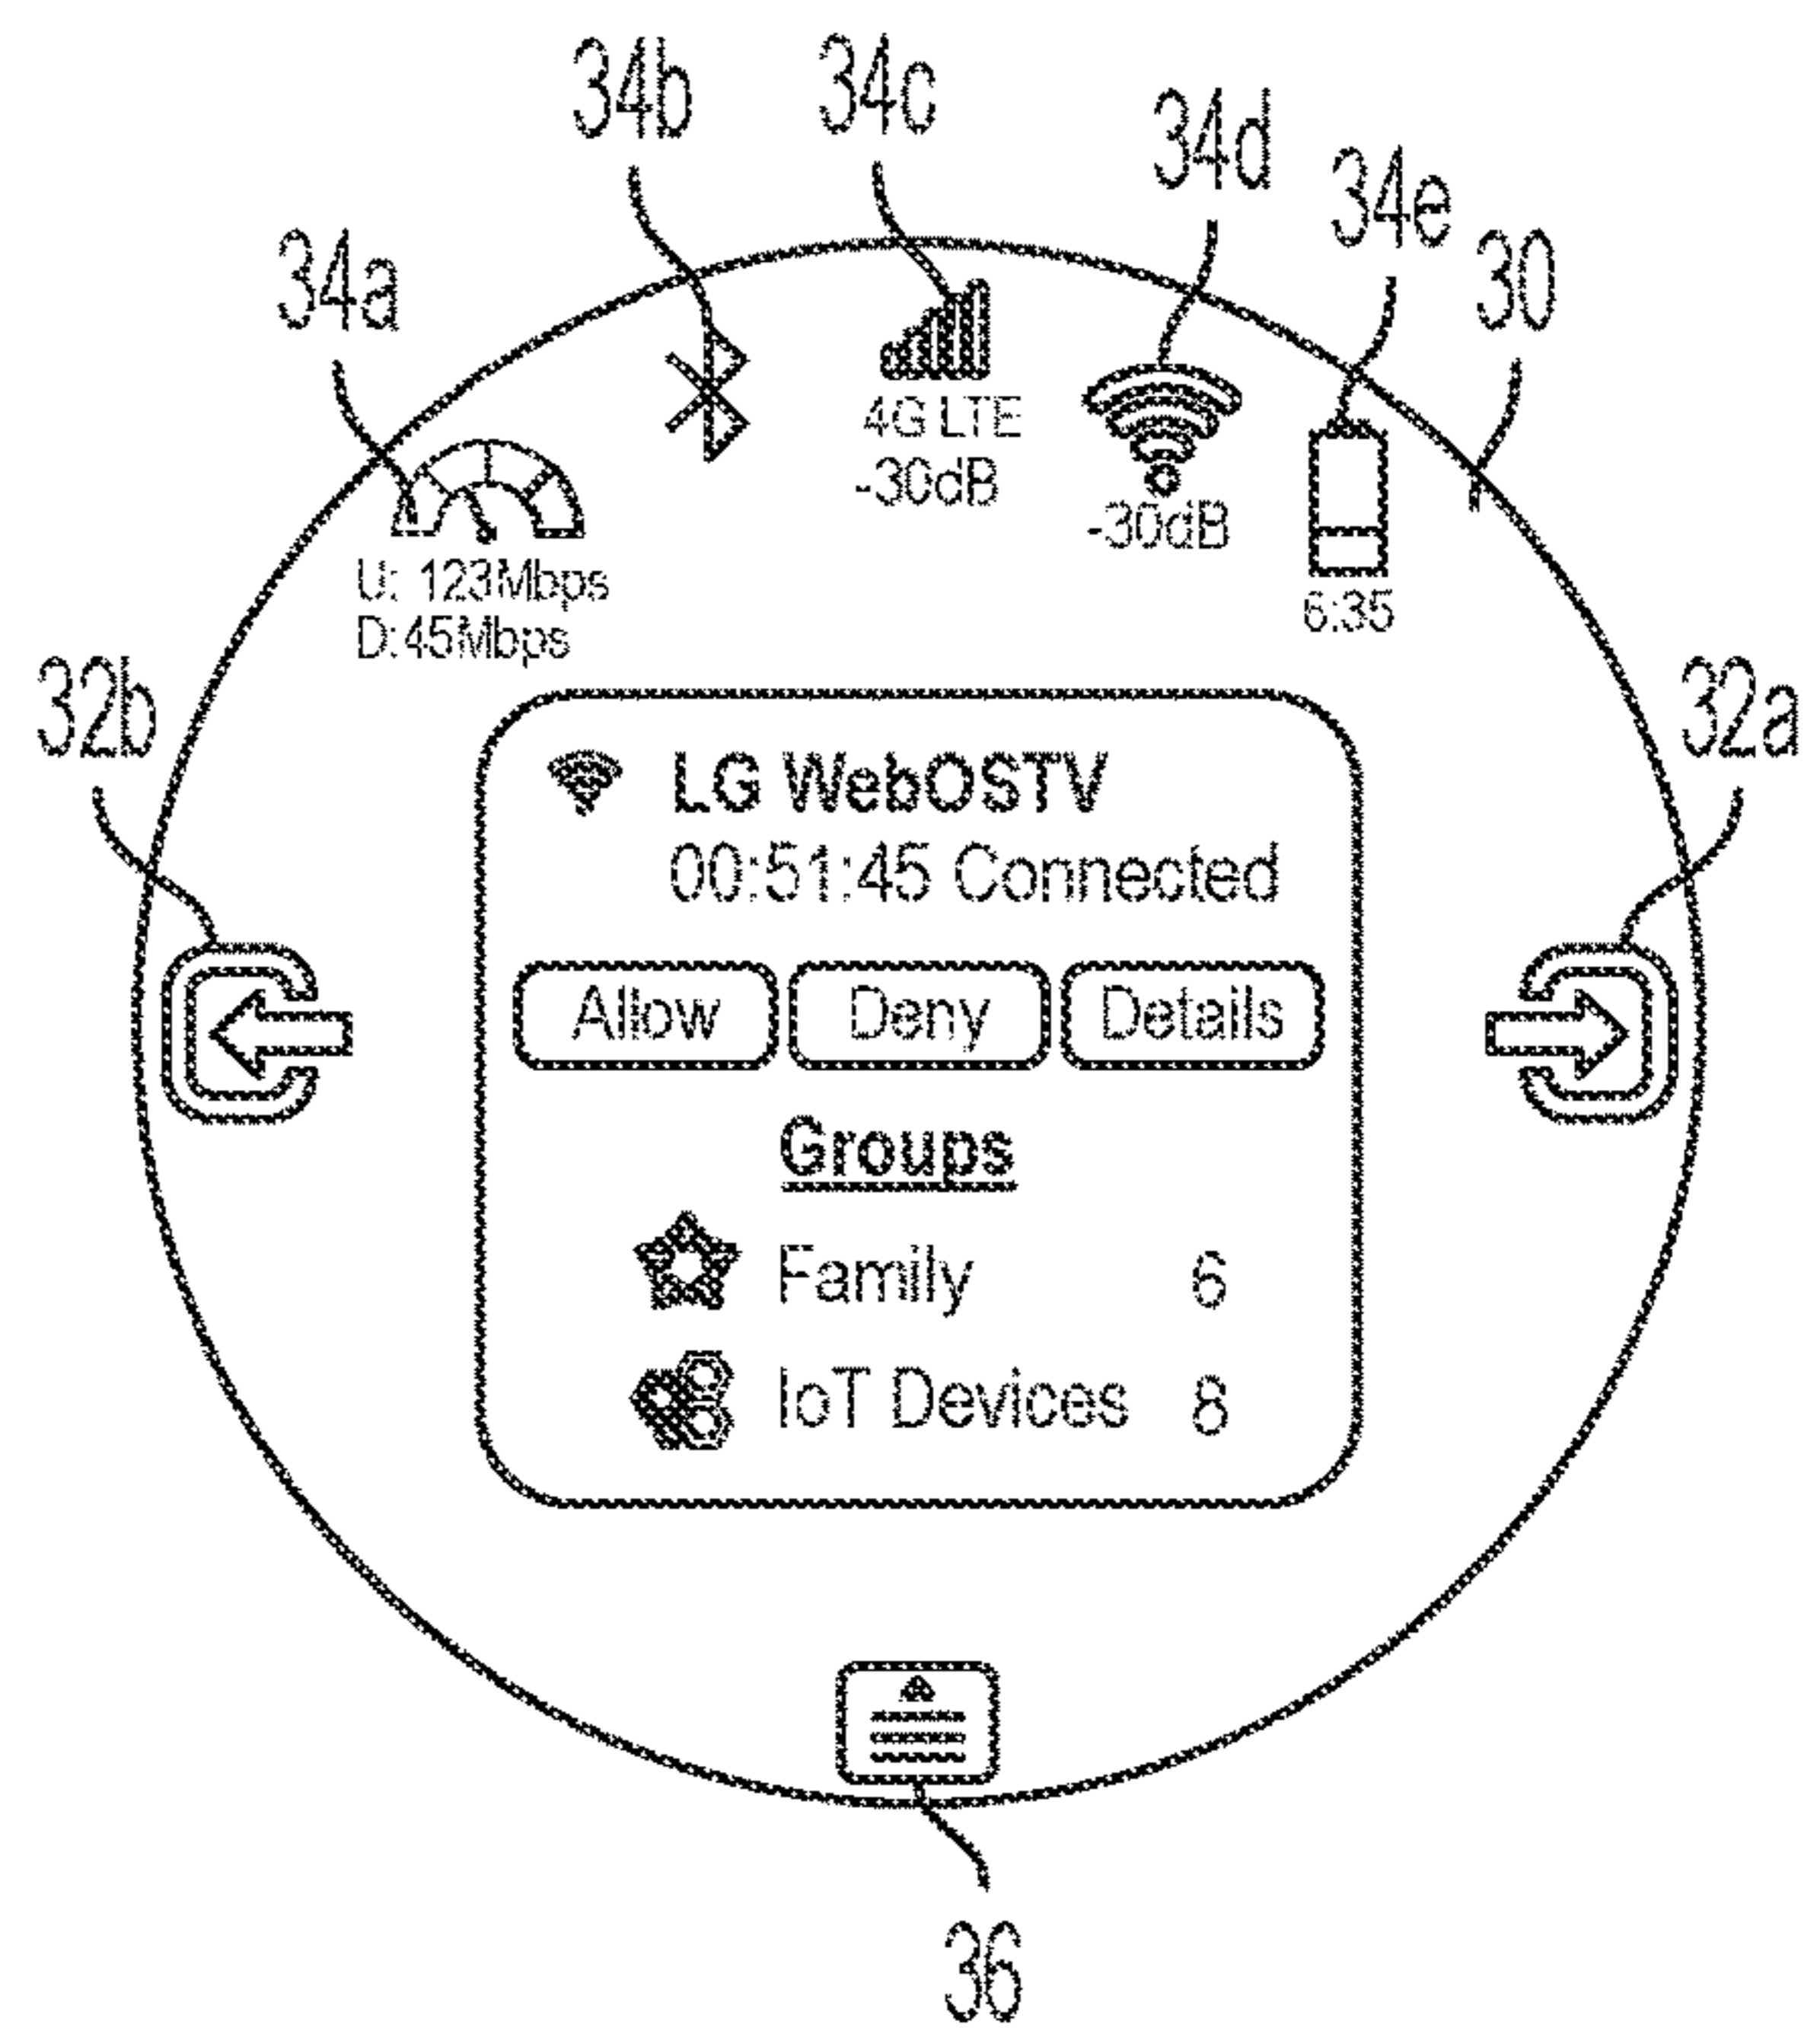 34b
34c
34d
34e
34a
30
4G LTE
-30dB
-30dB
U: 123Mbps
D:45Mbps
6:35
32b
32a
LG WebOSTV
00:51:45 Connected
Allow Deny Details
Groups
Family 6
IoT Devices 8
36